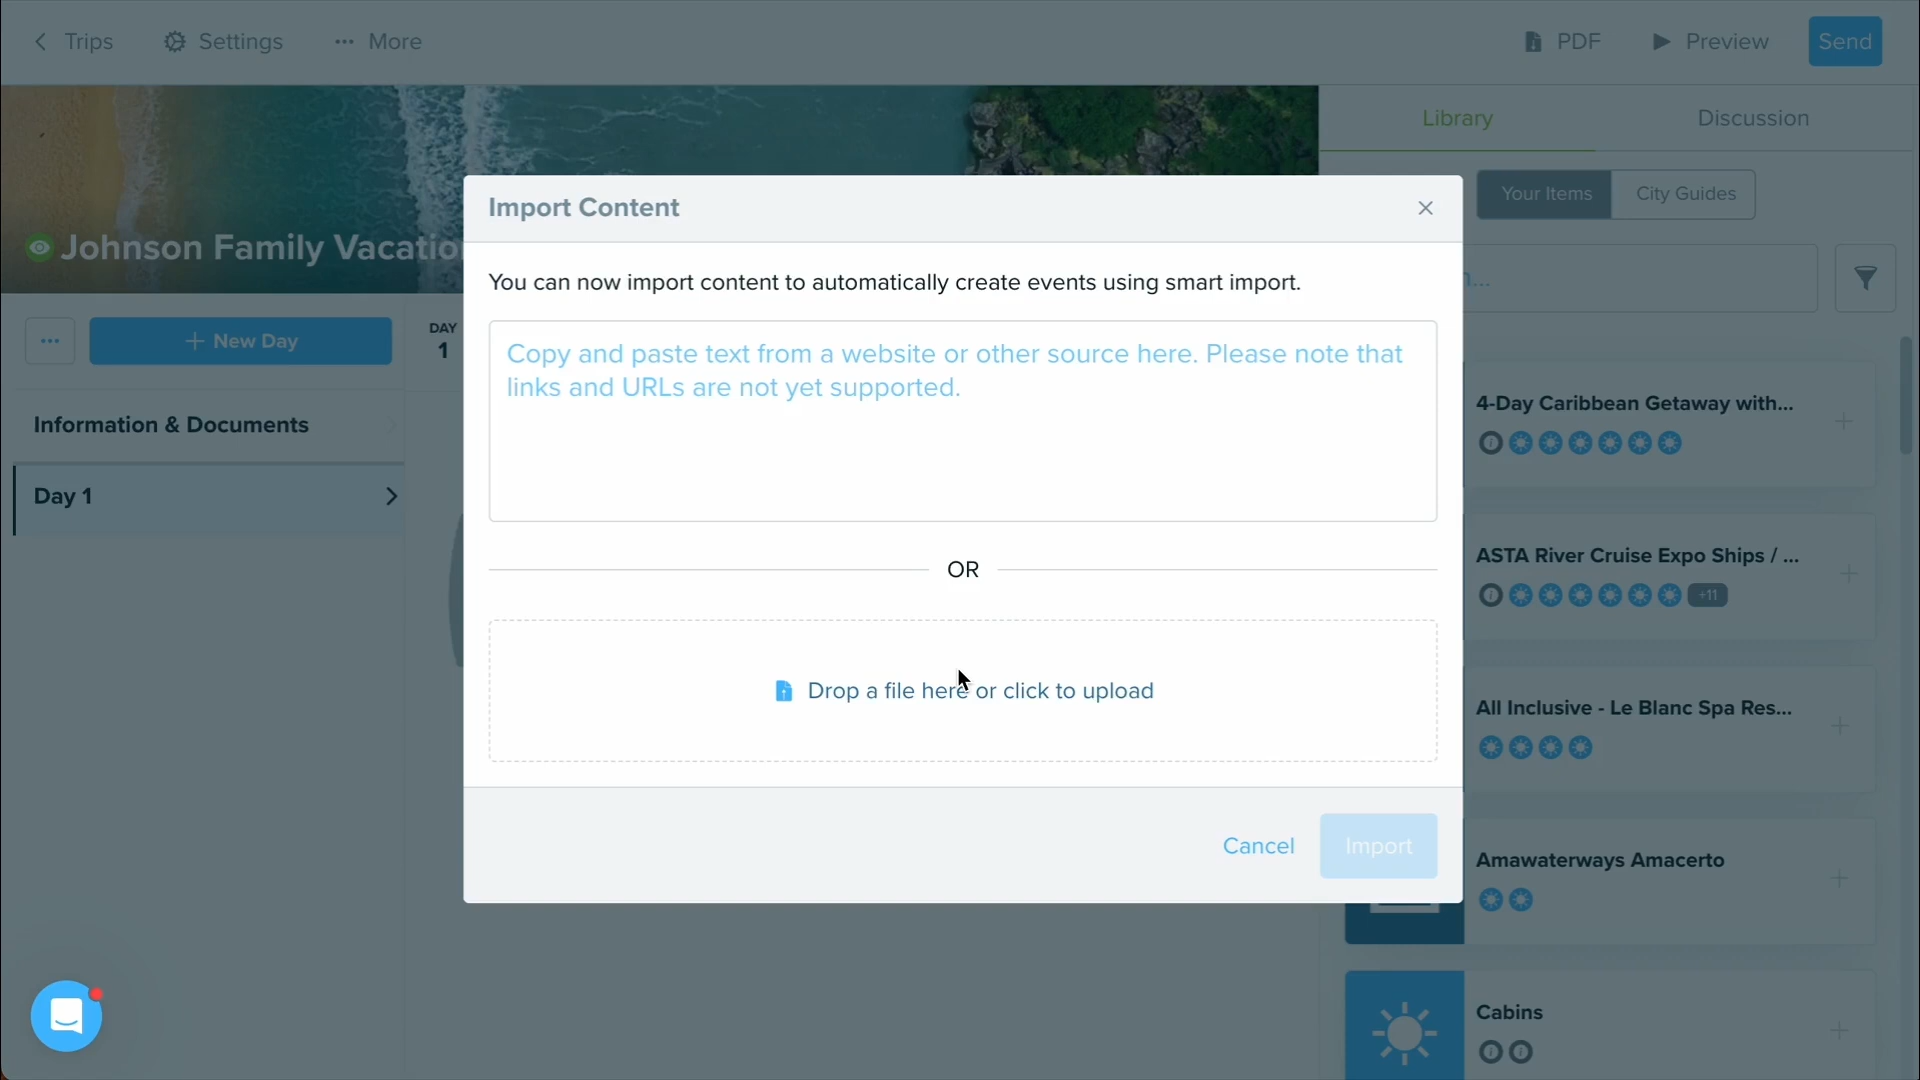 Trips
Settings
More
PDF
Preview
Send
Library
Discussion
Your Items
City Guides
Johnson Family Vacation
Import Content
You can now import content to automatically create events using smart import.
Copy and paste text from a website or other source here. Please note that
links and URLs are not yet supported.
OR
Drop a file here or click to upload
Cancel
Import
New Day
DAY
1
Information & Documents
Day 1
4-Day Caribbean Getaway with...
ASTA River Cruise Expo Ships / ...
+11
All Inclusive - Le Blanc Spa Res...
Amawaterways Amacerto
Cabins